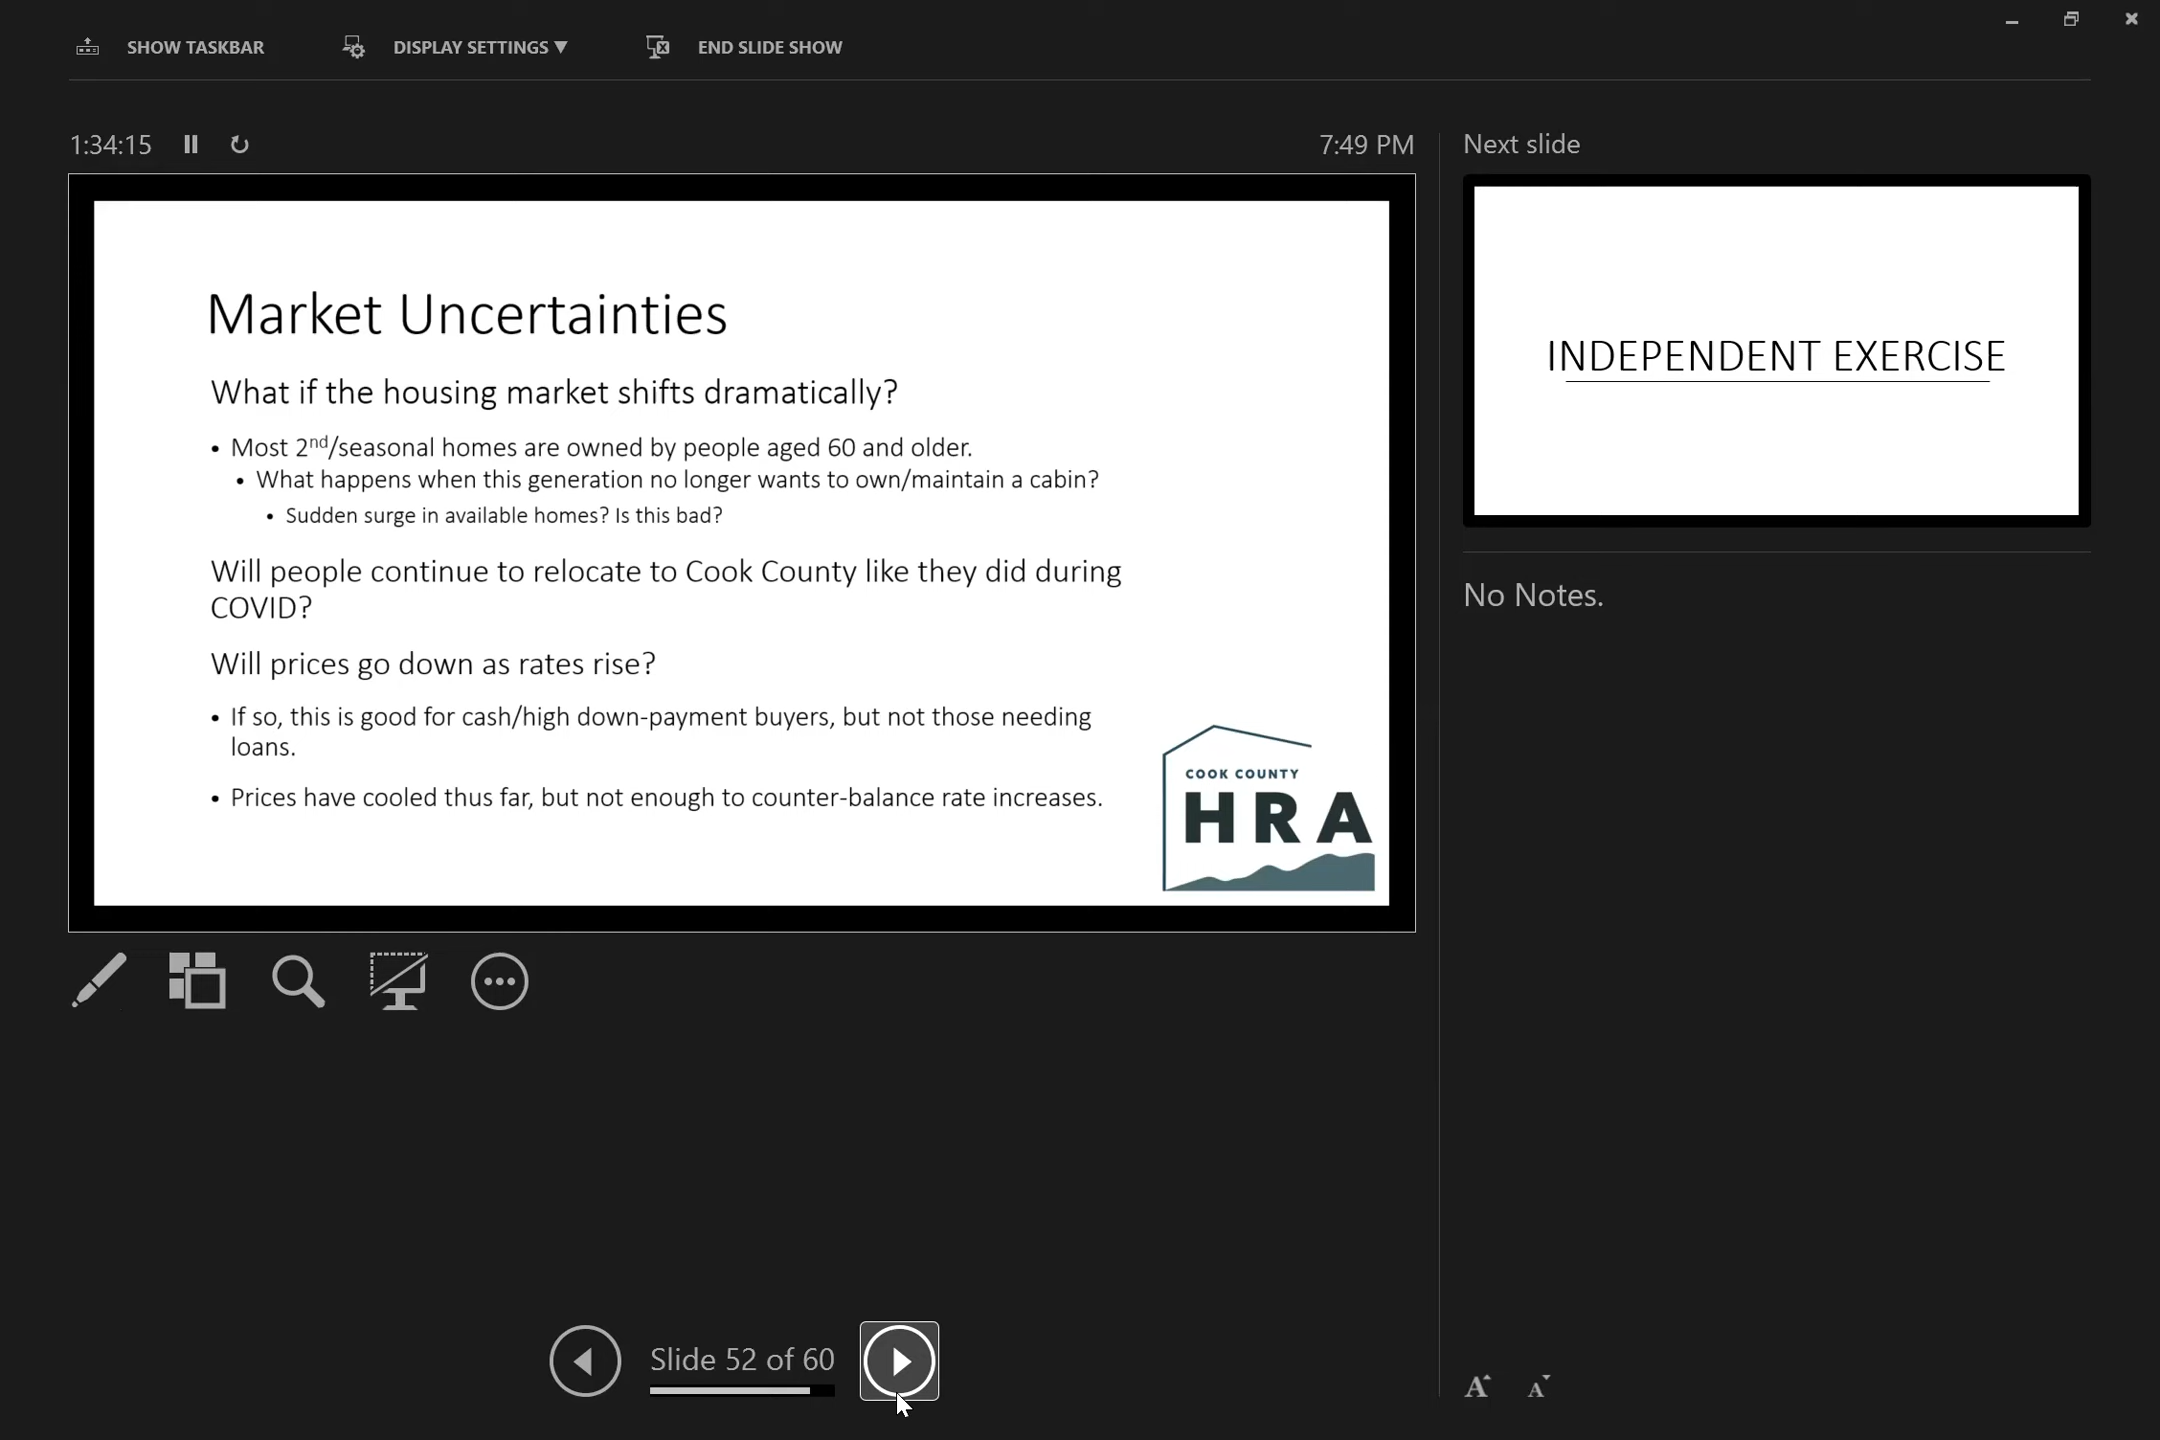 SHOW TASKBAR
DISPLAY SETTINGS ▼
END SLIDE SHOW
1:34:15
7:49 PM
Market Uncertainties
What if the housing market shifts dramatically?
• Most 2nd/seasonal homes are owned by people aged 60 and older.
• What happens when this generation no longer wants to own/maintain a cabin?
• Sudden surge in available homes? Is this bad?
Will people continue to relocate to Cook County like they did during
COVID?
Will prices go down as rates rise?
• If so, this is good for cash/high down-payment buyers, but not those needing
loans.
• Prices have cooled thus far, but not enough to counter-balance rate increases.
COOK COUNTY
HRA
Slide 52 of 60
Next slide
INDEPENDENT EXERCISE
No Notes.
A A